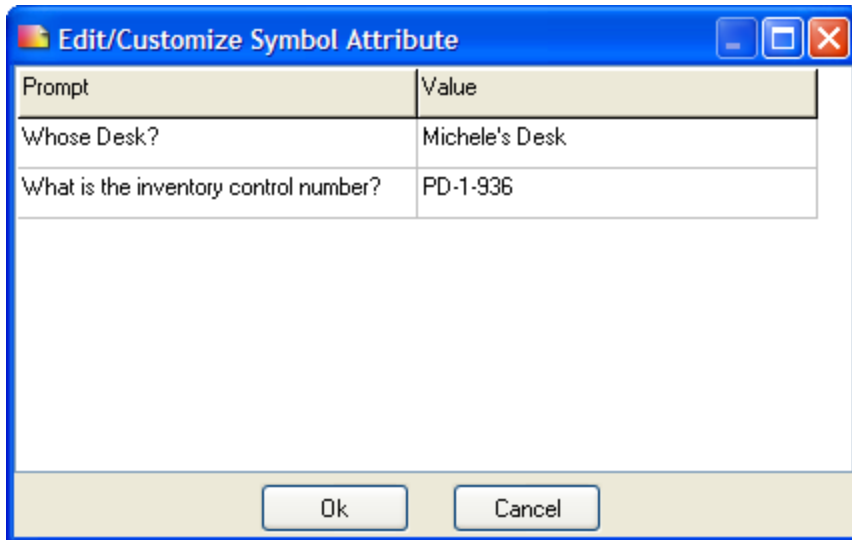 Edit/Customize Symbol Attribute
Prompt Value
Whose Desk? Michele's Desk
What is the inventory control number? PD-1-936
Ok Cancel